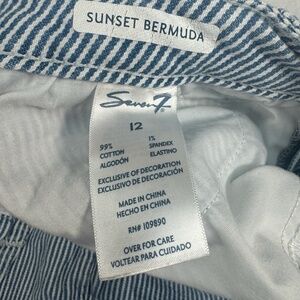 SUNSET BERMUDA
Seven7
12
99% 1%
COTTON SPANDEX
ALGODÓN ELASTINO
EXCLUSIVE OF DECORATION
EXCLUSIVO DE DECORACIÓN
MADE IN CHINA
HECHO EN CHINA
RN# 109890
OVER FOR CARE
VOLTEAR PARA CUIDADO